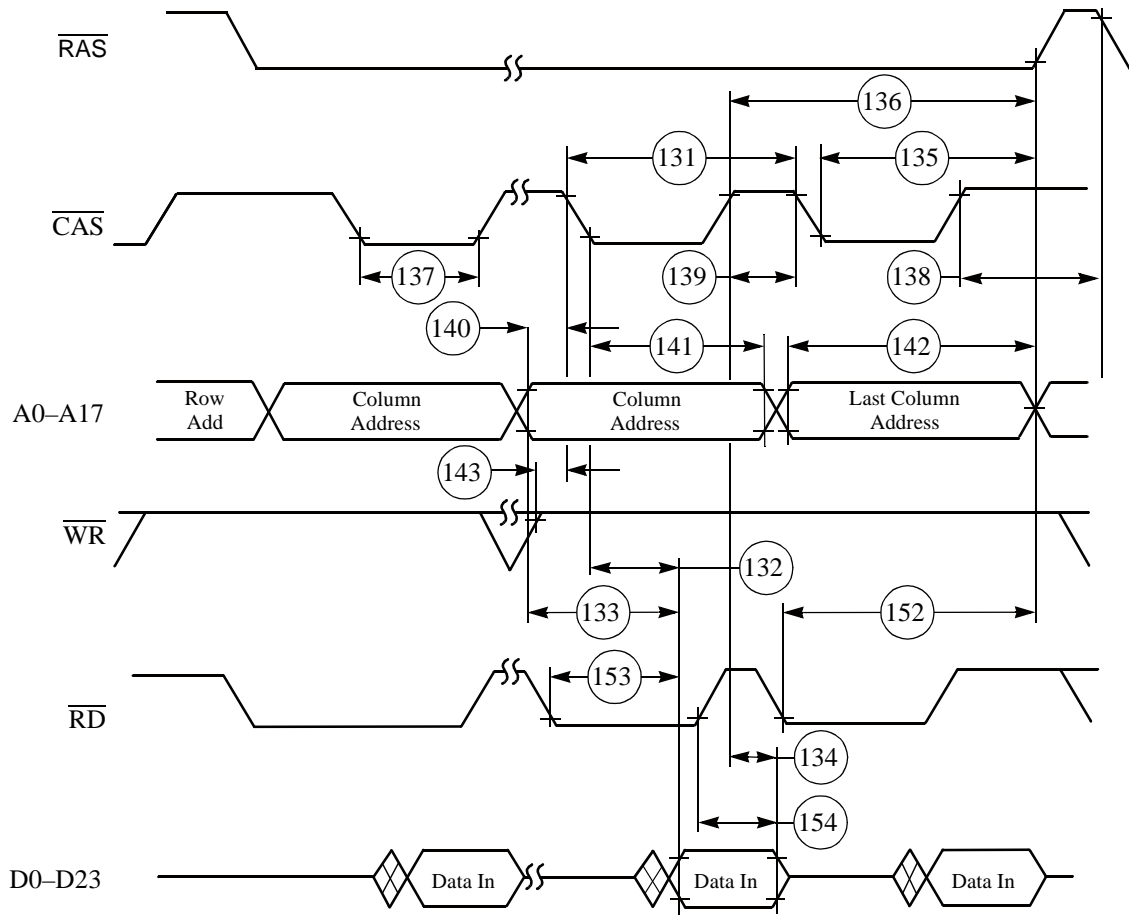 RAS
136
131
135
CAS
137
139
138
140
141
142
A0–A17
Row
Add
Column
Address
Column
Address
Last Column
Address
143
WR
132
133
152
153
RD
134
154
D0–D23
Data In
Data In
Data In